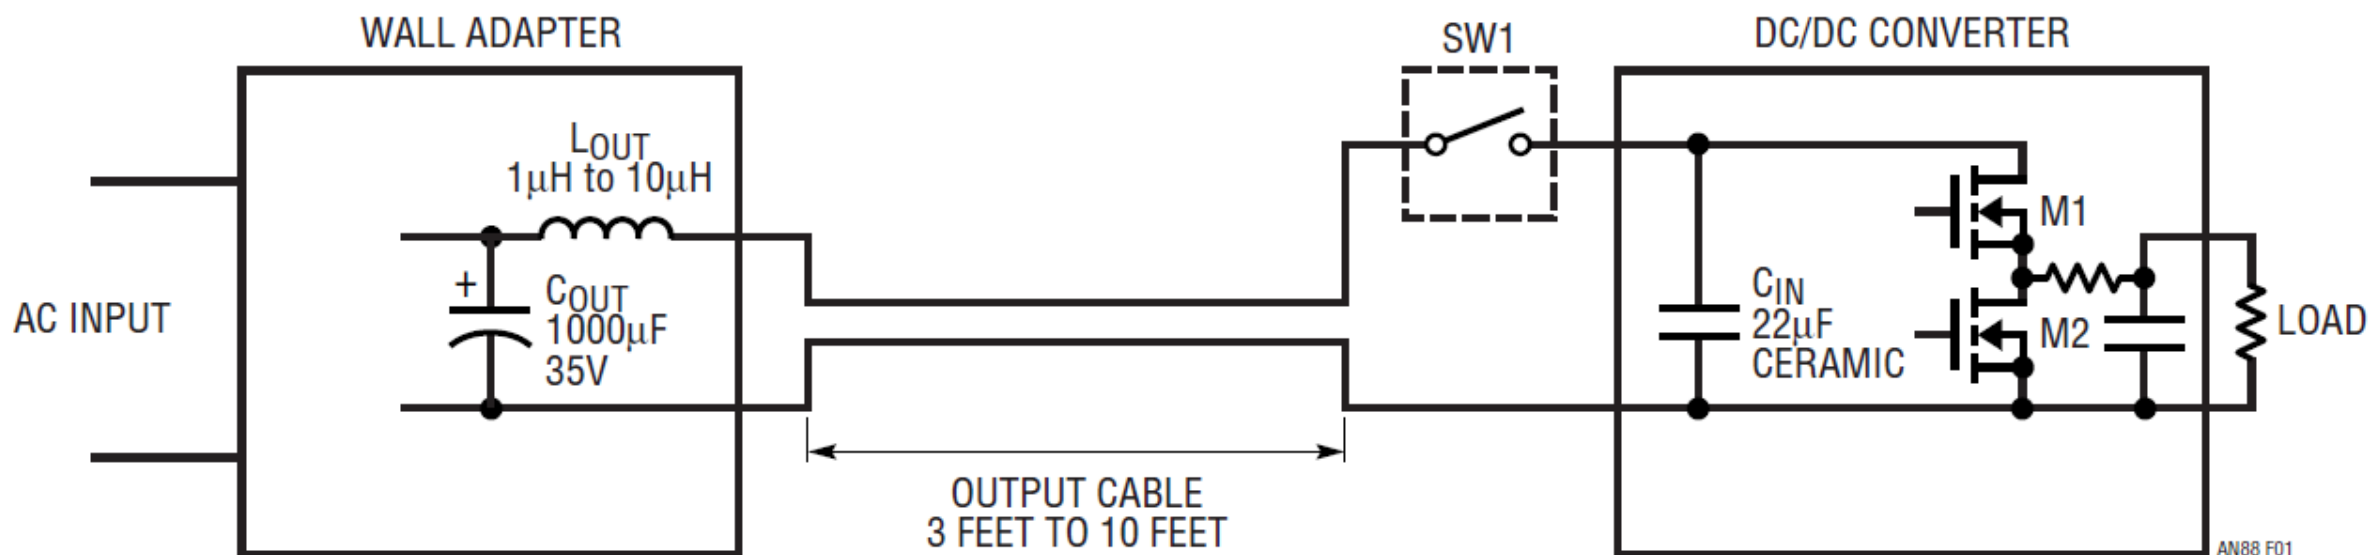 WALL ADAPTER
SW1
DC/DC CONVERTER
LOUT
1μH to 10μH
M1
AC INPUT
+
COUT
1000μF
35V
CIN
22μF
CERAMIC
M2
LOAD
OUTPUT CABLE
3 FEET TO 10 FEET
AN88 F01